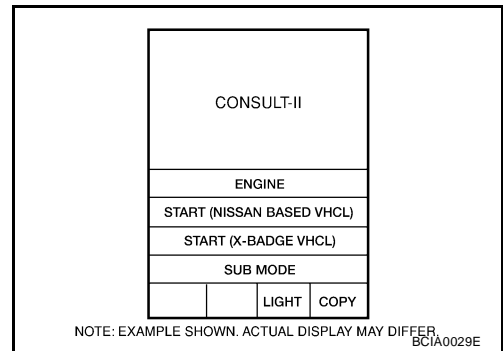 CONSULT-II
ENGINE
START (NISSAN BASED VHCL)
START (X-BADGE VHCL)
SUB MODE
LIGHT COPY
NOTE: EXAMPLE SHOWN. ACTUAL DISPLAY MAY DIFFER.
BCIA0029E